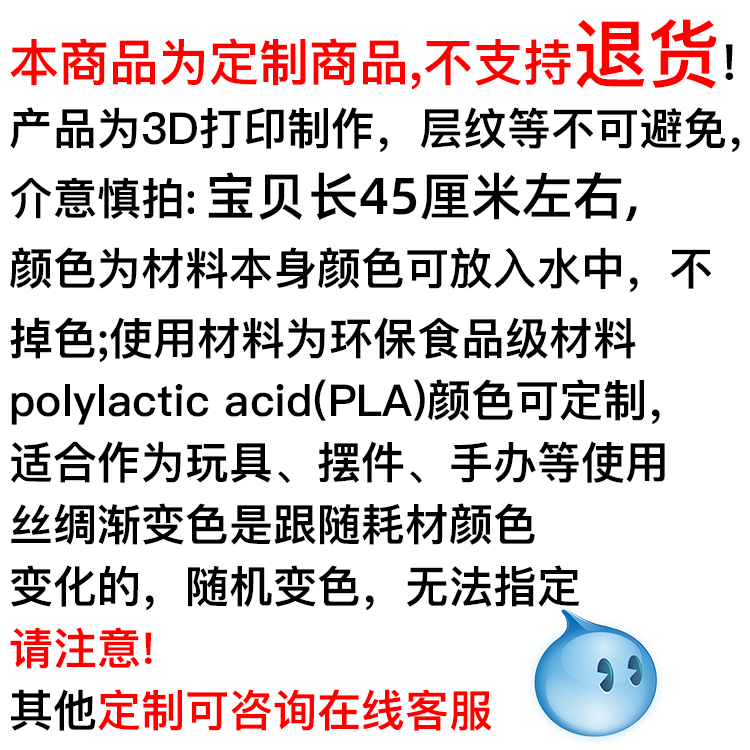 本商品为定制商品,不支持退货!
产品为3D打印制作，层纹等不可避免，
介意慎拍: 宝贝长45厘米左右,
颜色为材料本身颜色可放入水中，不
掉色;使用材料为环保食品级材料
polylactic acid(PLA)颜色可定制，
适合作为玩具、摆件、手办等使用
丝绸渐变色是跟随耗材颜色
变化的，随机变色，无法指定
请注意!
其他定制可咨询在线客服